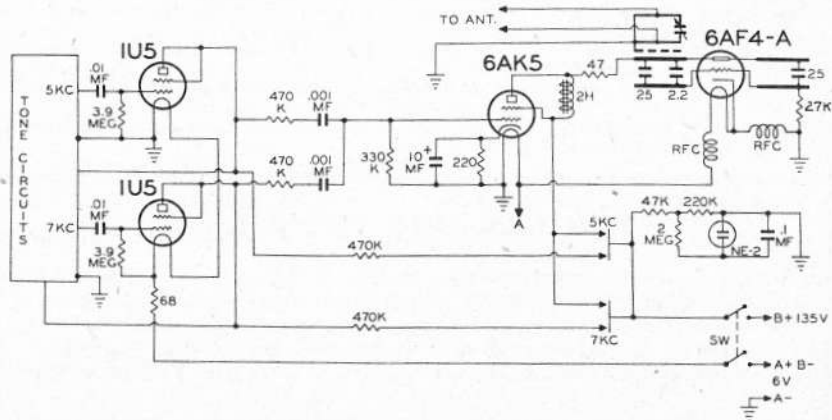 TO ANT.
6AF4-A
1U5
6AK5
.01
MF
5KC
3.9
MEG
470
K
.001
MF
47
2H
25
2.2
25
27K
RFC
RFC
TONE CIRCUITS
330
K
10
MF
+
220
A
1U5
470
K
.001
MF
.01
MF
7KC
3.9
MEG
68
470K
5KC
47K
220K
2
MEG
NE-2
.1
MF
470K
7KC
SW
B+ 135V
A+ B-
6V
A-